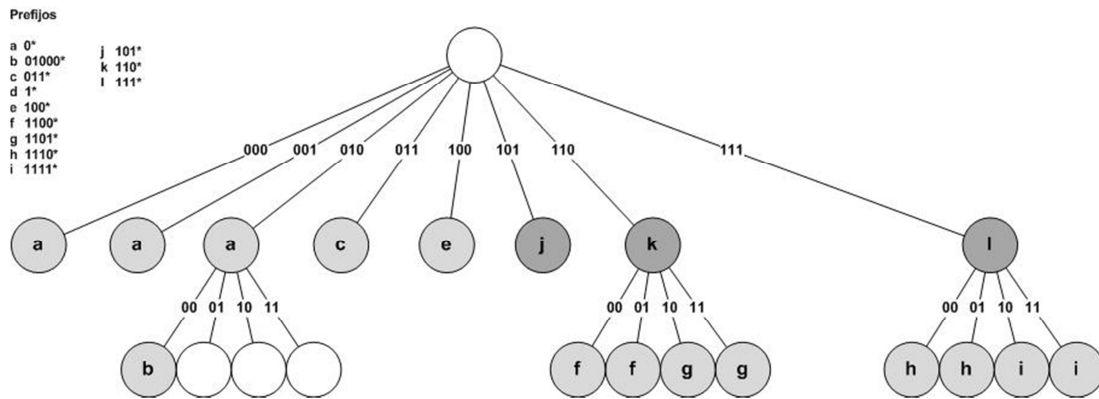 Prefijos
a 0*
b 01000*
c 011*
d 1*
e 100*
f 1100*
g 1101*
h 1110*
i 1111*
j 101*
k 110*
l 111*
000 001 010 011 100 101 110 111
a a a c e j k l
00 01 10 11 00 01 10 11 00 01 10 11
b f f g g h h i i